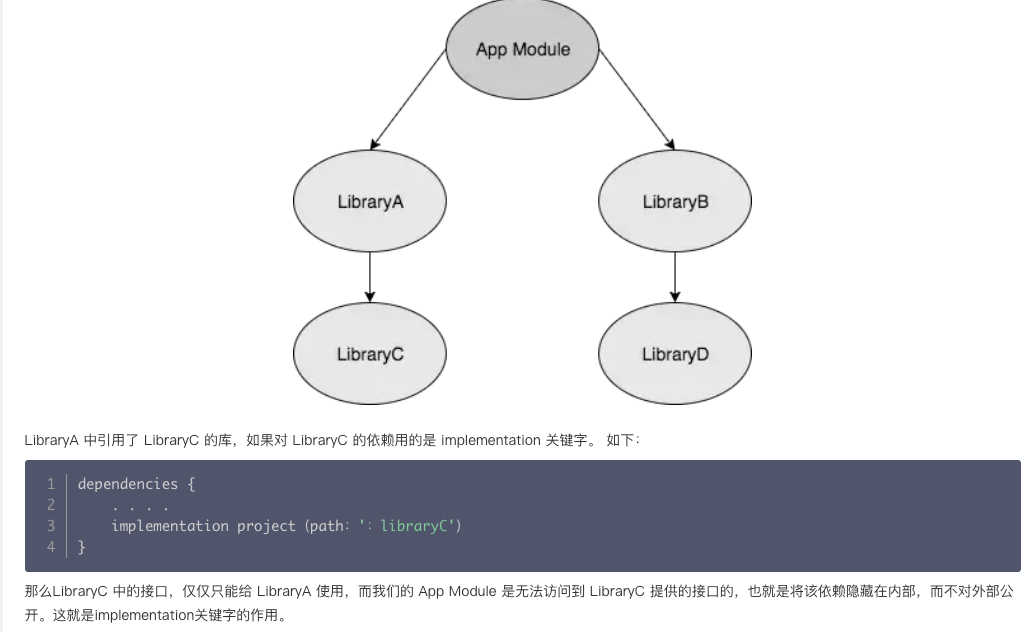 App Module
LibraryA
LibraryB
LibraryC
LibraryD
LibraryA 中引用了 LibraryC 的库，如果对 LibraryC 的依赖用的是 implementation 关键字。 如下：
1 dependencies {
2     . . . .
3     implementation project（path：'：libraryC'）
4 }
那么LibraryC 中的接口，仅仅只能给 LibraryA 使用，而我们的 App Module 是无法访问到 LibraryC 提供的接口的，也就是将该依赖隐藏在内部，而不对外部公
开。这就是implementation关键字的作用。